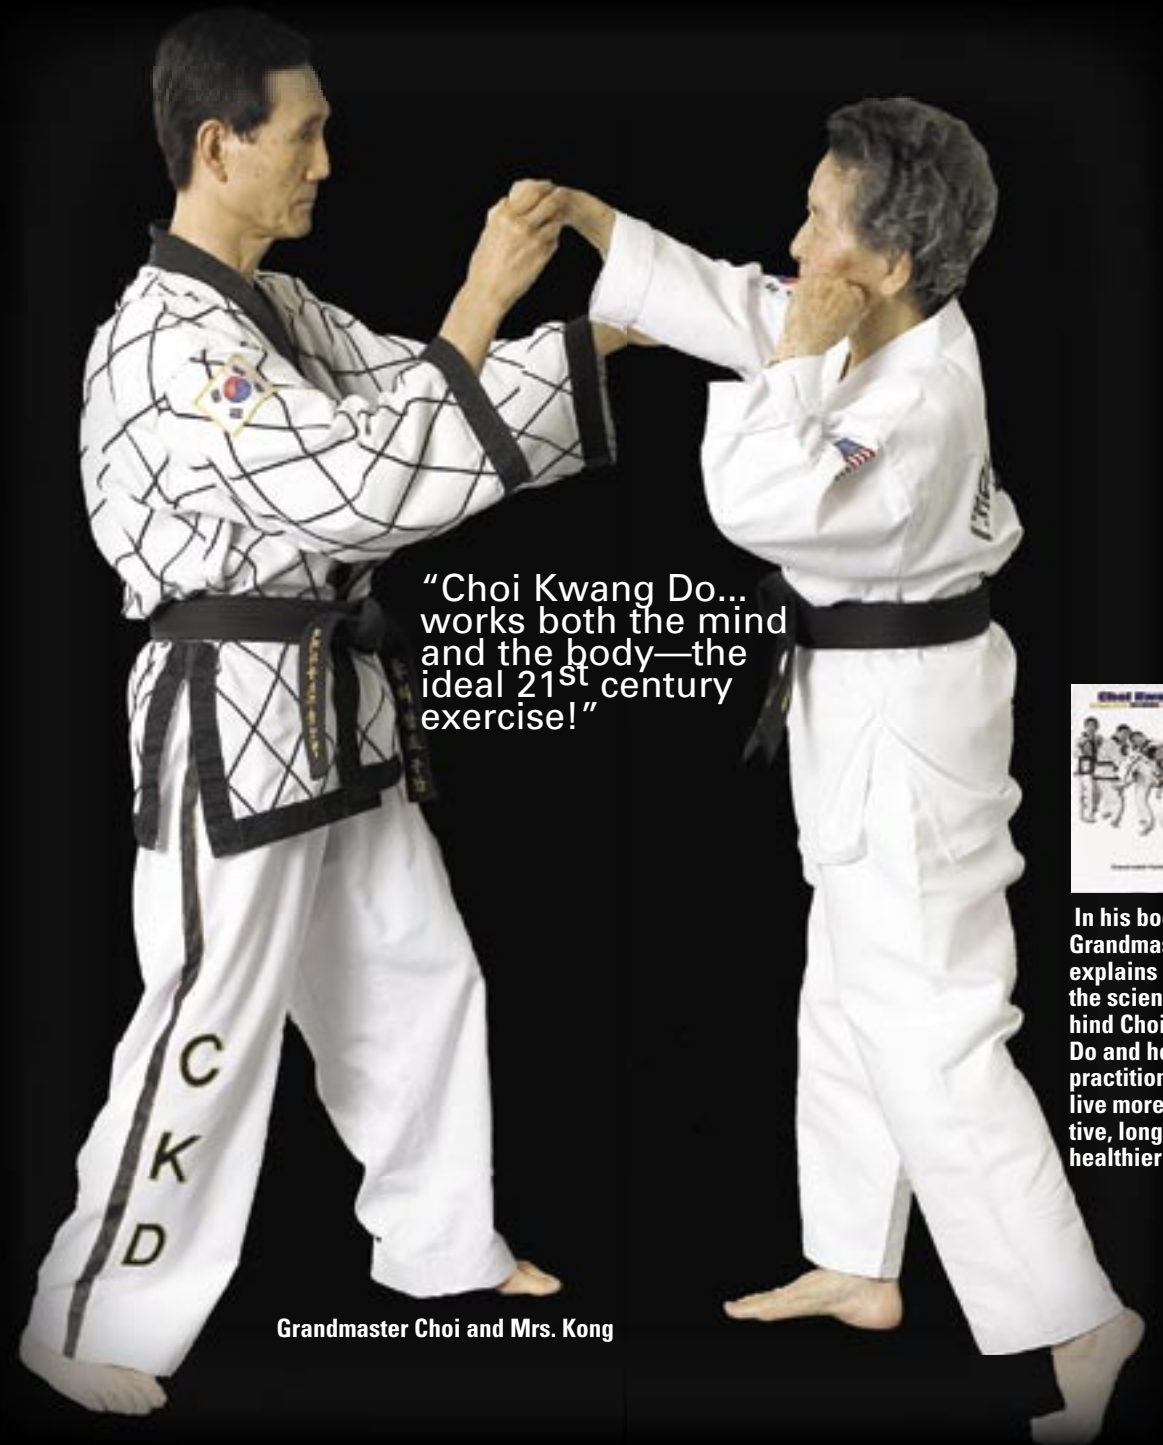 “Choi Kwang Do...
works both the mind
and the body—the
ideal 21st century
exercise!”
C
K
D
Grandmaster Choi and Mrs. Kong
In his bo
Grandmas
explains
the scien
hind Choi
Do and h
practition
live more
tive, long
healthier